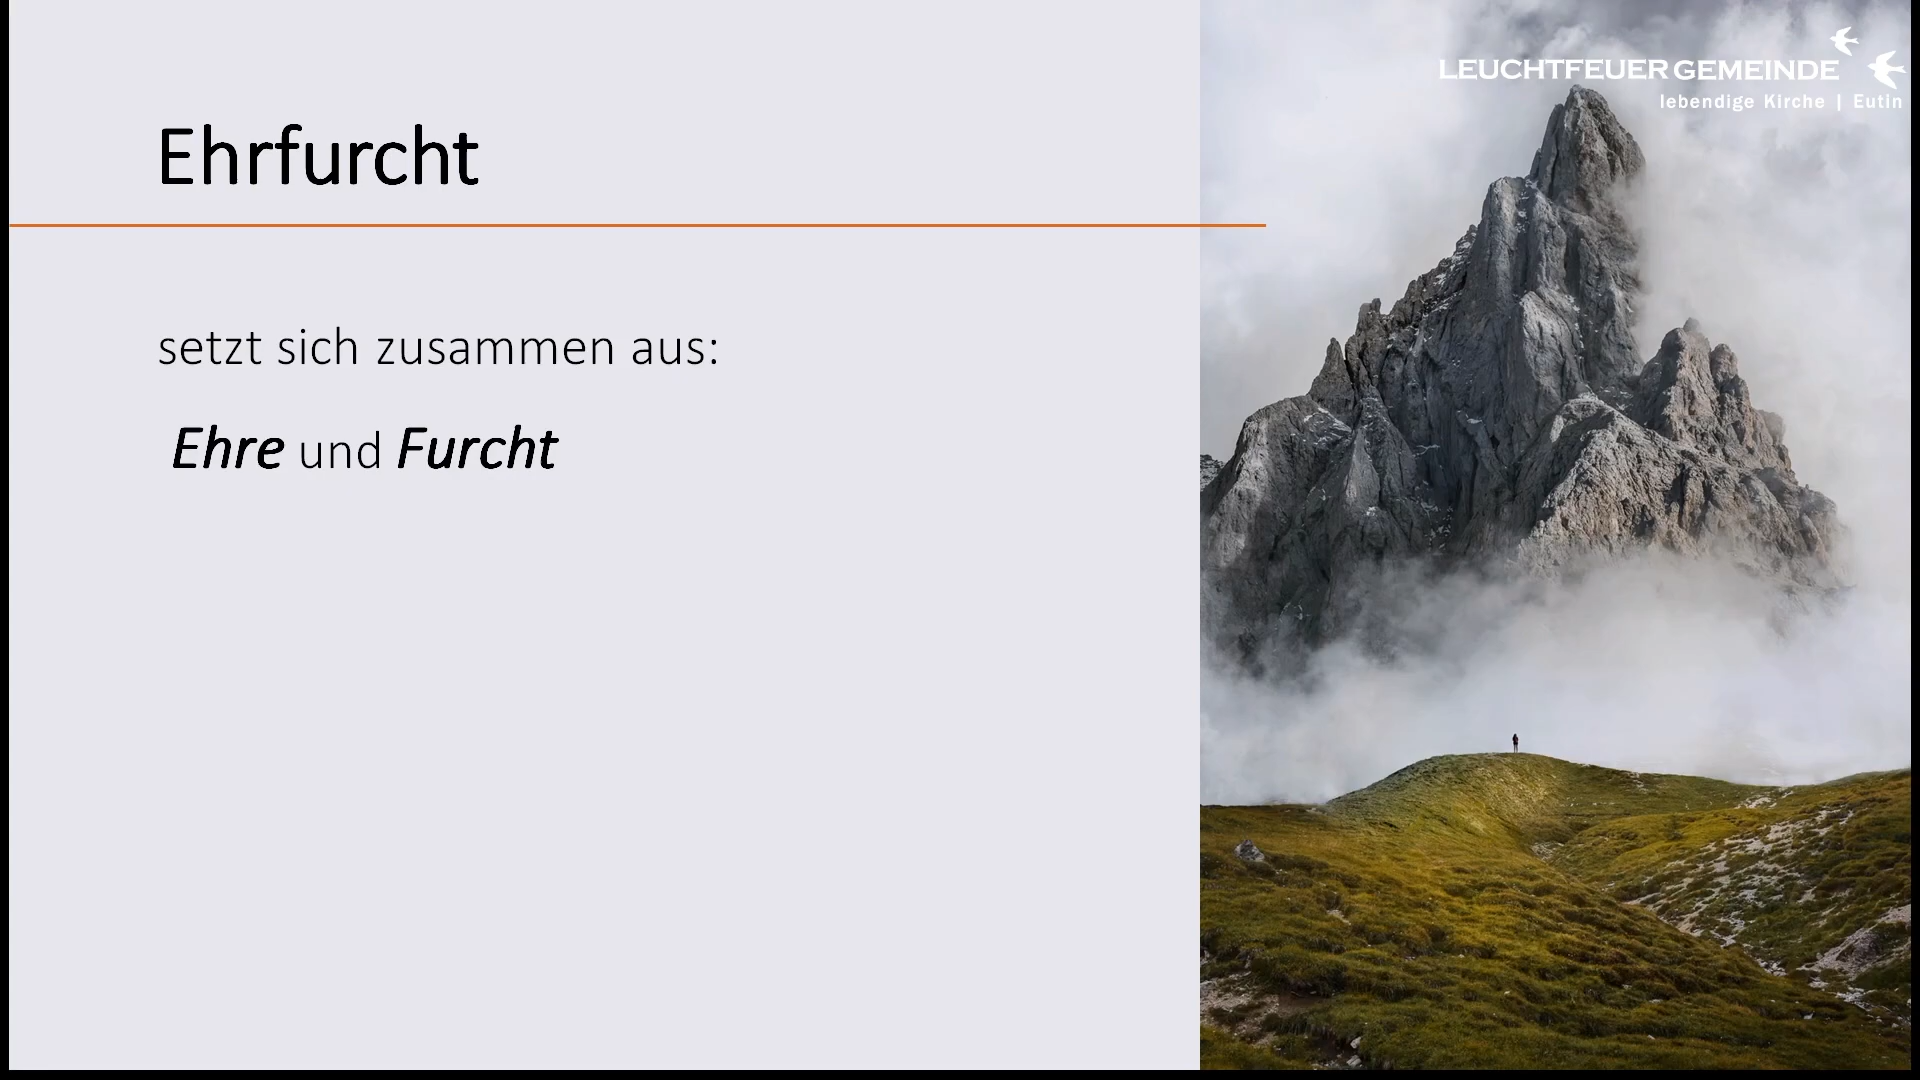 LEUCHTFEUER GEMEINDE
lebendige Kirche | Eutin
Ehrfurcht
setzt sich zusammen aus:
Ehre und Furcht